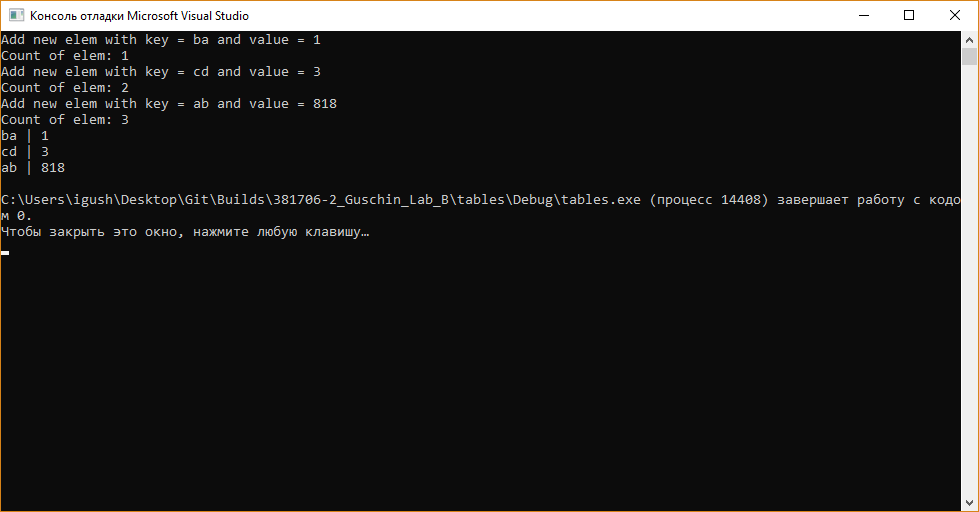 Консоль отладки Microsoft Visual Studio
Add new elem with key = ba and value = 1
Count of elem: 1
Add new elem with key = cd and value = 3
Count of elem: 2
Add new elem with key = ab and value = 818
Count of elem: 3
ba | 1
cd | 3
ab | 818
C:\Users\igush\Desktop\Git\Builds\381706-2_Guschin_Lab_B\tables\Debug\tables.exe (процесс 14408) завершает работу с кодо
м 0.
Чтобы закрыть это окно, нажмите любую клавишу…